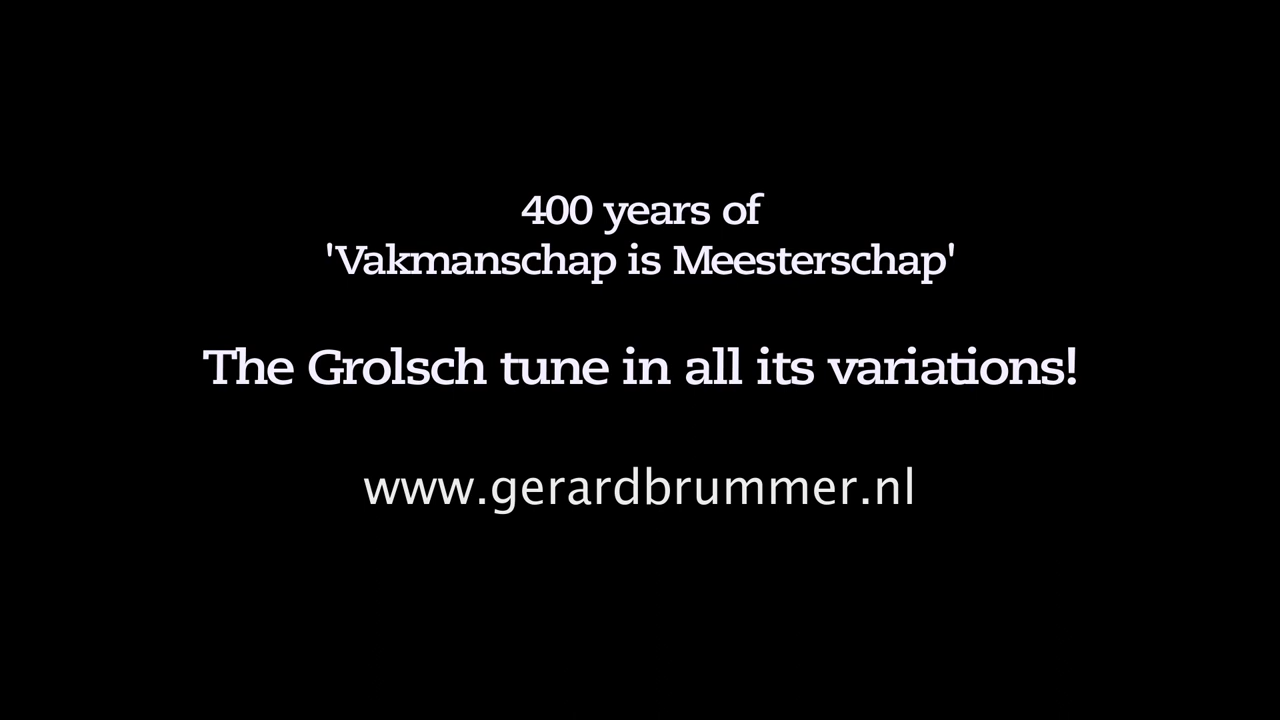 400 years of
'Vakmanschap is Meesterschap'
The Grolsch tune in all its variations!
www.gerardbrummer.nl